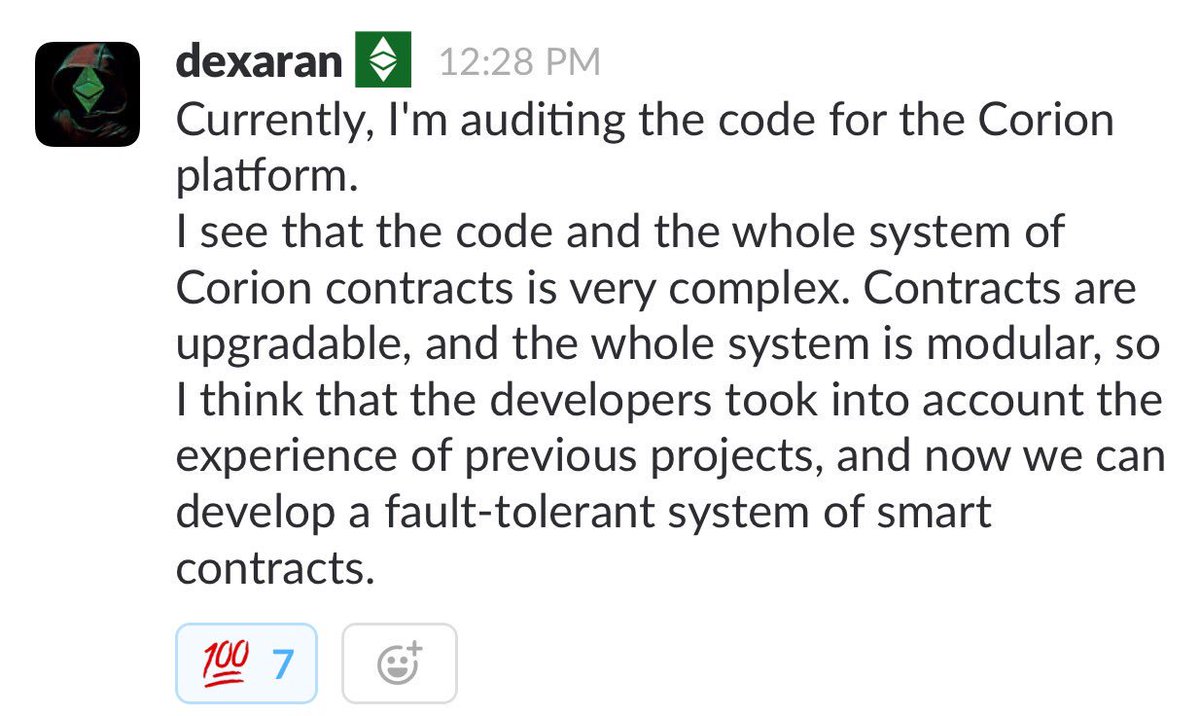 dexaran 12:28 PM
Currently, I'm auditing the code for the Corion
platform.
I see that the code and the whole system of
Corion contracts is very complex. Contracts are
upgradable, and the whole system is modular, so
I think that the developers took into account the
experience of previous projects, and now we can
develop a fault-tolerant system of smart
contracts.
💯 7